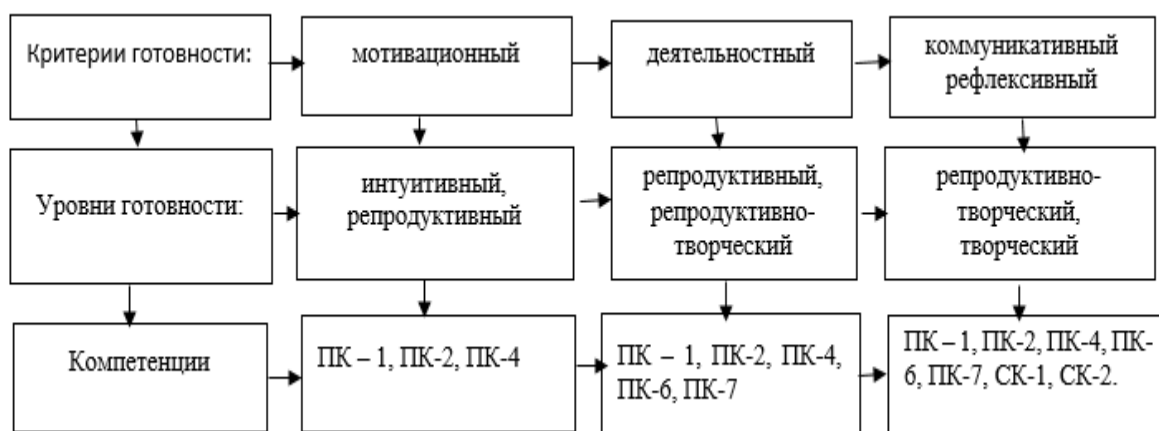 Критерии готовности:
мотивационный
деятельностный
коммуникативный
рефлексивный
Уровни готовности:
интуитивный,
репродуктивный
репродуктивный,
репродуктивно-
творческий
репродуктивно-
творческий,
творческий
Компетенции
ПК – 1, ПК-2, ПК-4
ПК – 1, ПК-2, ПК-4,
ПК-6, ПК-7
ПК – 1, ПК-2, ПК-4, ПК-
6, ПК-7, СК-1, СК-2.